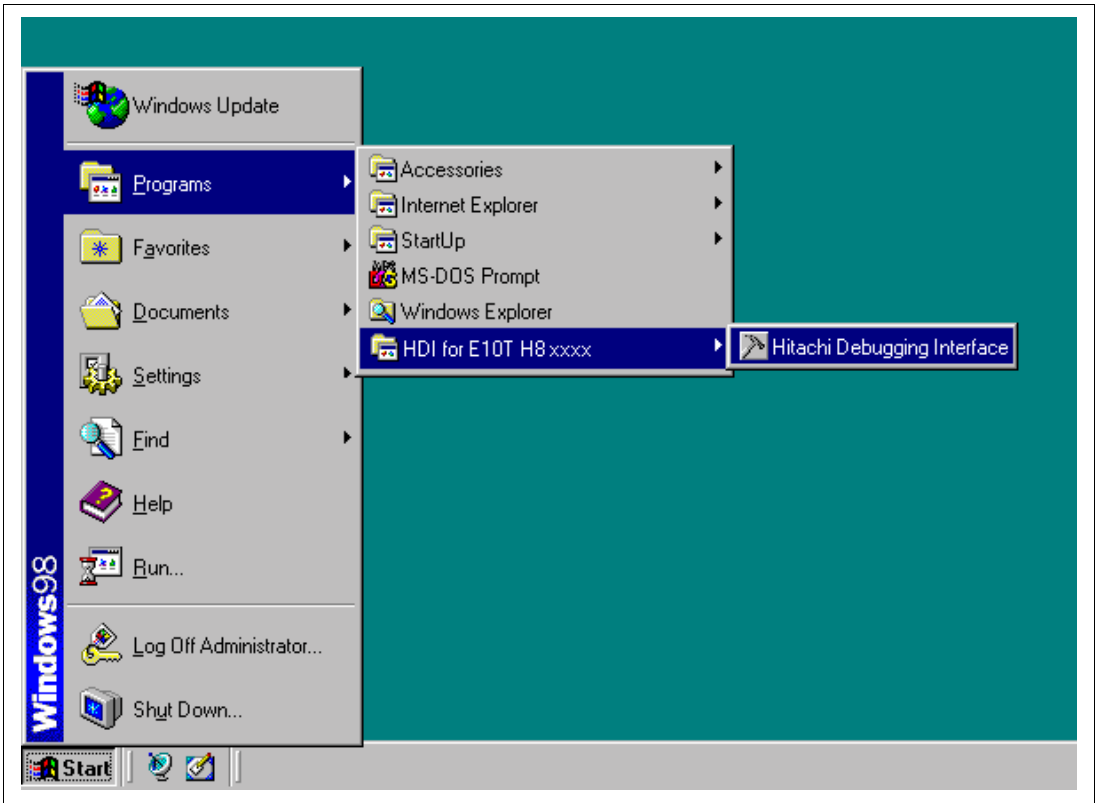 Windows Update
Programs
Favorites
Documents
Settings
Find
Help
Run...
Log Off Administrator...
Shut Down...
Windows98
Accessories
Internet Explorer
StartUp
MS-DOS Prompt
Windows Explorer
HDI for E10T H8 xxxx
Hitachi Debugging Interface
Start